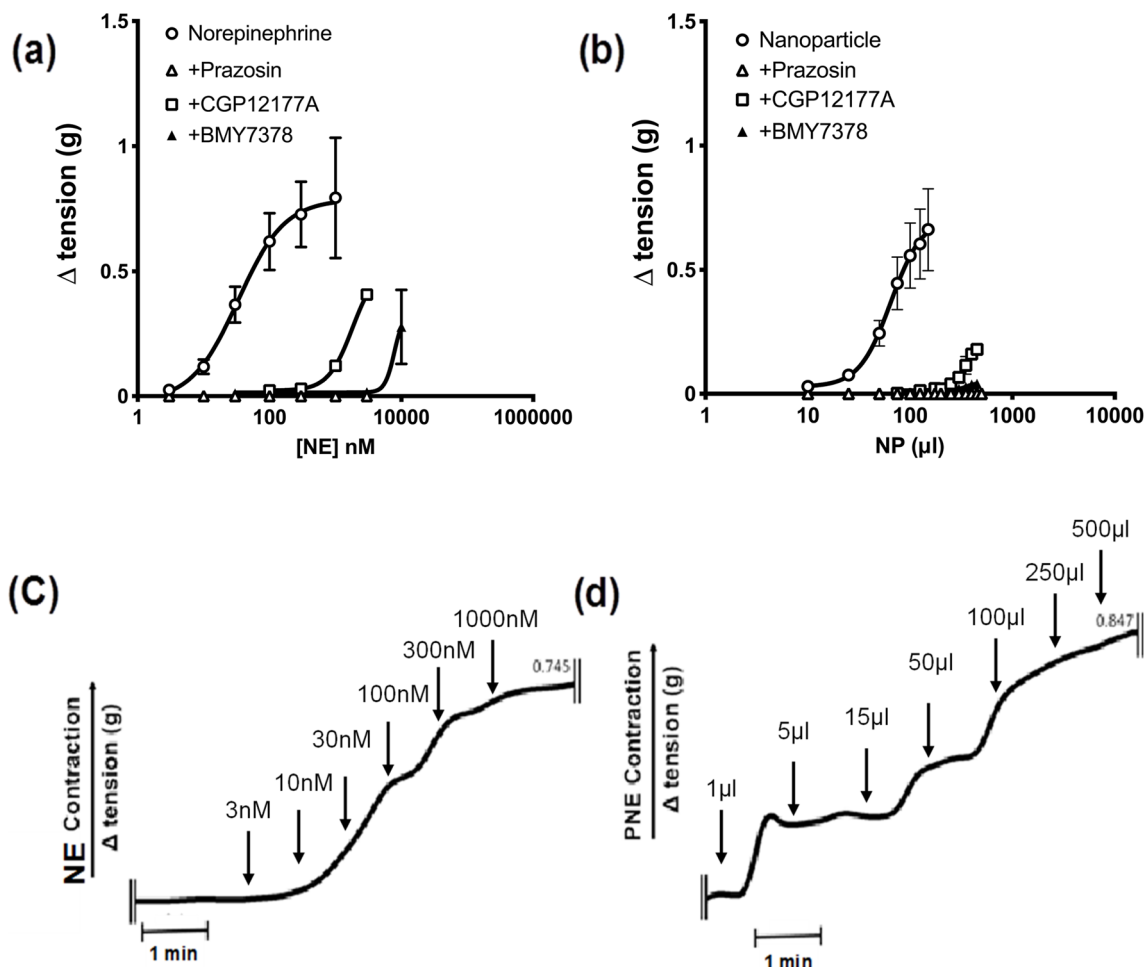 (a)
1.5
1
0.5
0
Δ tension (g)
Norepinephrine
+Prazosin
+CGP12177A
+BMY7378
1
100
10000
1000000
[NE] nM
(b)
1.5
1
0.5
0
Δ tension (g)
Nanoparticle
+Prazosin
+CGP12177A
+BMY7378
1
10
100
1000
10000
NP (µl)
(C)
NE Contraction
Δ tension (g)
3nM
10nM
30nM
100nM
300nM
1000nM
0.745
1 min
(d)
PNE Contraction
Δ tension (g)
1µl
5µl
15µl
50µl
100µl
250µl
500µl
0.847
1 min